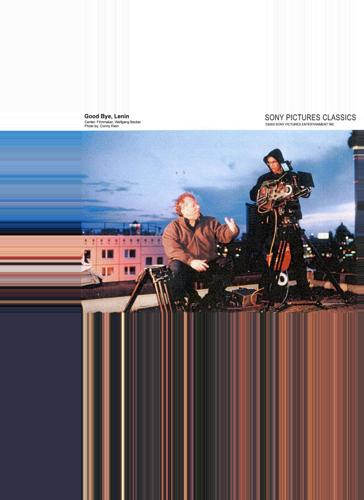 Good Bye, Lenin
Center: Filmmaker, Wolfgang Becker
Photo by: Conny Klein
SONY PICTURES CLASSICS
©2003 SONY PICTURES ENTERTAINMENT INC.